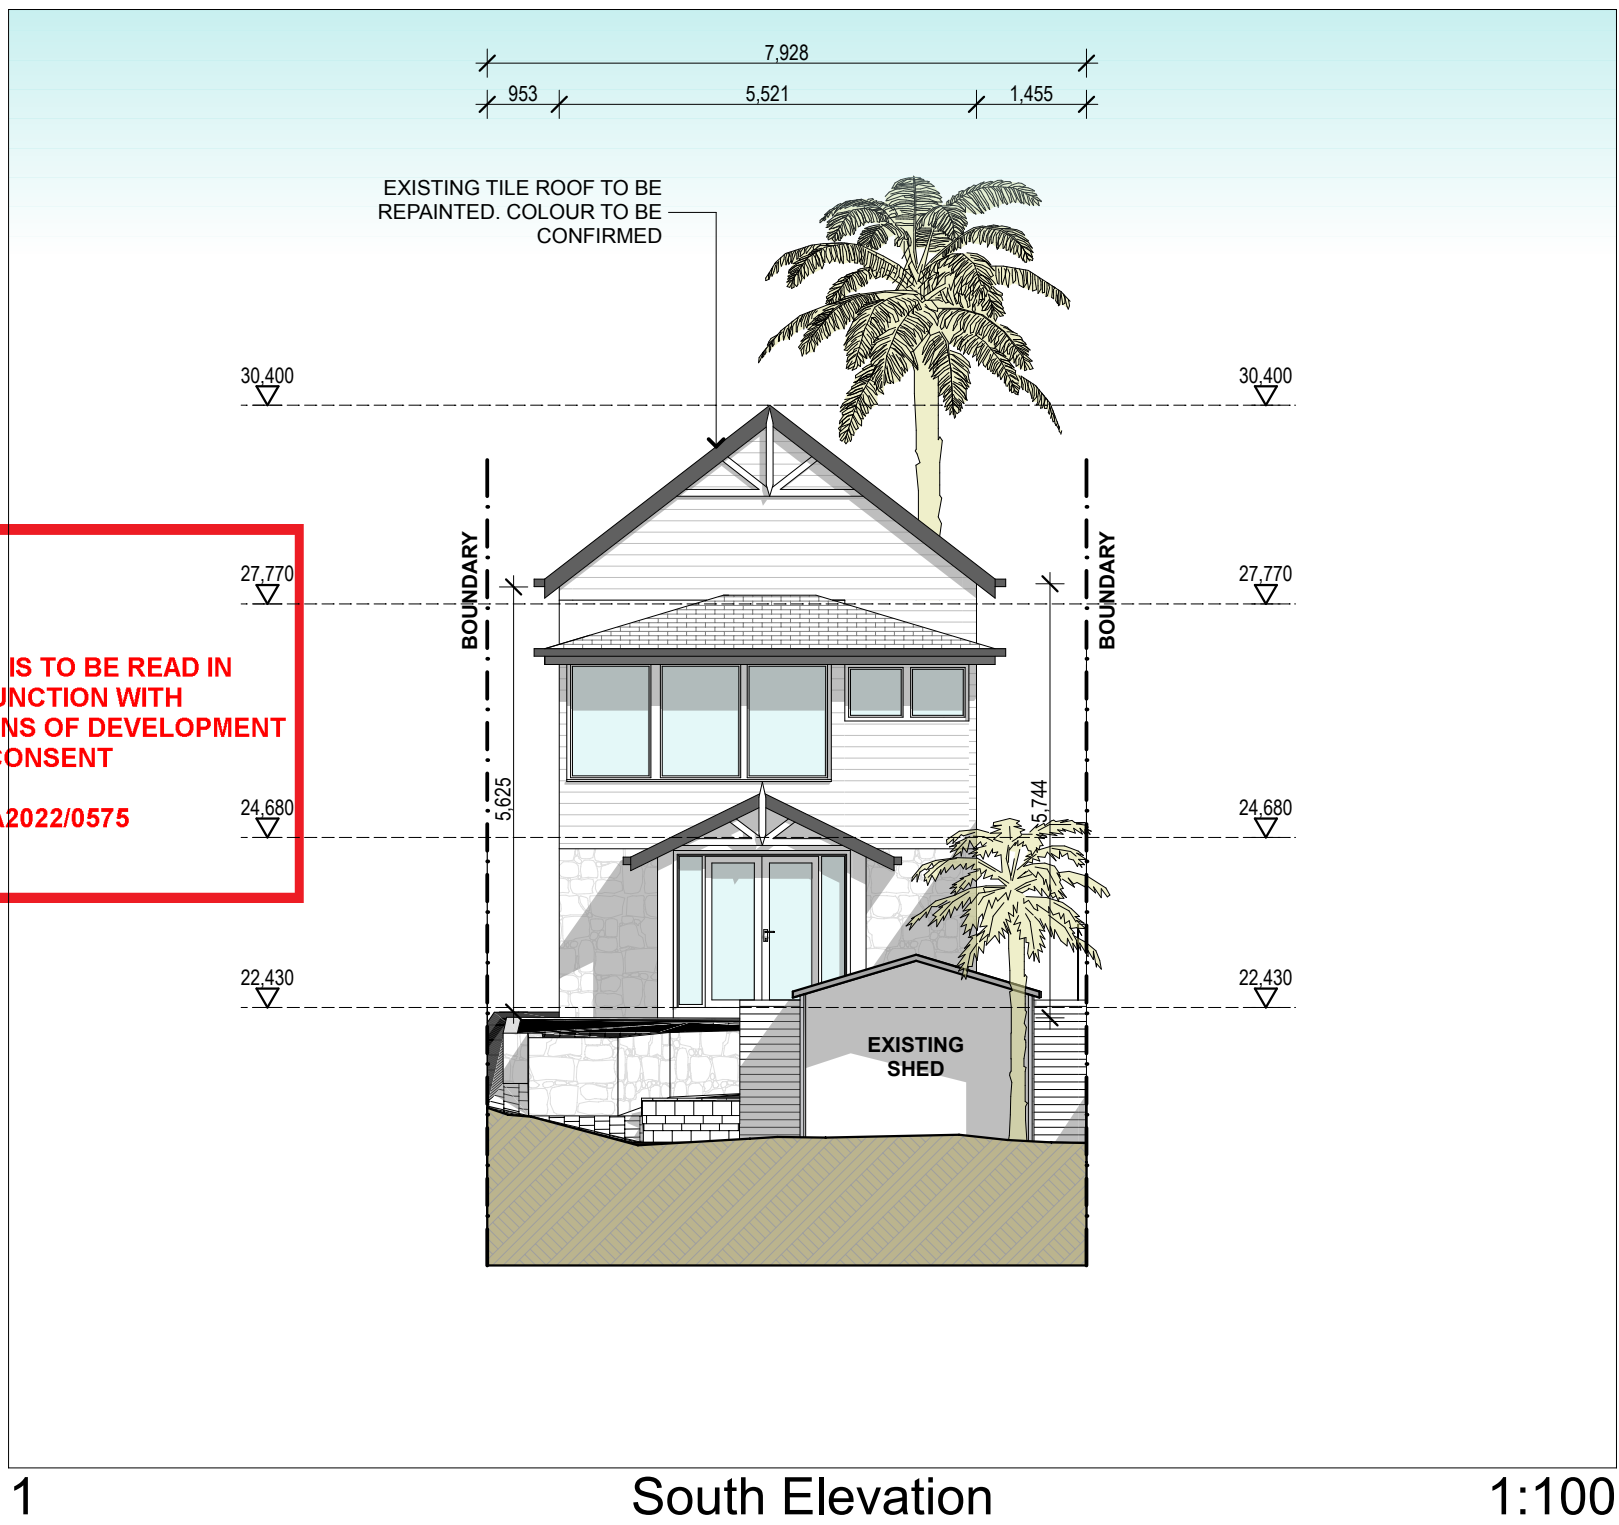 7,928
953 5,521 1,455
EXISTING TILE ROOF TO BE
REPAINTED. COLOUR TO BE
CONFIRMED
30,400 30,400
BOUNDARY BOUNDARY
27,770 27,770
IS TO BE READ IN
UNCTION WITH
NS OF DEVELOPMENT
CONSENT
A2022/0575
5,625 5,744
24,680 24,680
22,430 22,430
EXISTING
SHED
1 South Elevation 1:100